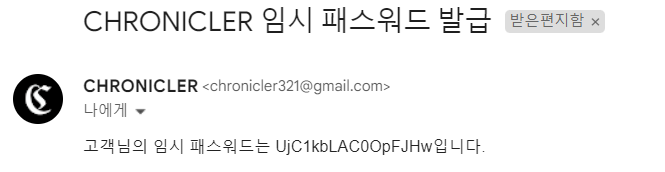 CHRONICLER 임시 패스워드 발급 받은편지함 ×
CHRONICLER <chronicler321@gmail.com>
나에게
고객님의 임시 패스워드는 UjC1kbLAC0OpFJHw입니다.